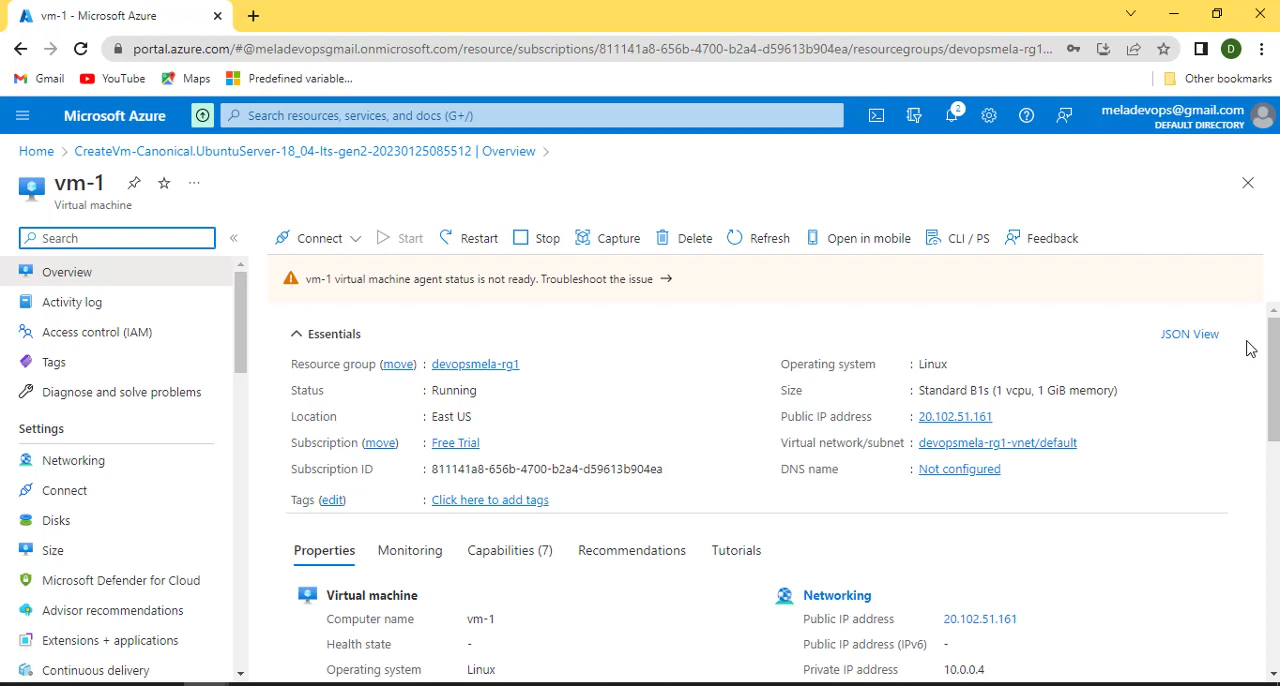 vm-1 - Microsoft Azure
portal.azure.com/#@meladevopsgmail.onmicrosoft.com/resource/subscriptions/811141a8-656b-4700-b2a4-d59613b904ea/resourcegroups/devopsmela-rg1...
D
Gmail YouTube Maps Predefined variable... Other bookmarks
Microsoft Azure Search resources, services, and docs (G+/) 2 meladevops@gmail.com
DEFAULT DIRECTORY
Home > CreateVm-Canonical.UbuntuServer-18_04-lts-gen2-20230125085512 | Overview >
vm-1
Virtual machine
Search
Connect Start Restart Stop Capture Delete Refresh Open in mobile CLI / PS Feedback
Overview
Activity log
Access control (IAM)
Tags
Diagnose and solve problems
Settings
Networking
Connect
Disks
Size
Microsoft Defender for Cloud
Advisor recommendations
Extensions + applications
Continuous delivery
vm-1 virtual machine agent status is not ready. Troubleshoot the issue →
Essentials JSON View
Resource group (move) : devopsmela-rg1
Status : Running
Location : East US
Subscription (move) : Free Trial
Subscription ID : 811141a8-656b-4700-b2a4-d59613b904ea
Tags (edit) : Click here to add tags
Operating system : Linux
Size : Standard B1s (1 vcpu, 1 GiB memory)
Public IP address : 20.102.51.161
Virtual network/subnet : devopsmela-rg1-vnet/default
DNS name : Not configured
Properties Monitoring Capabilities (7) Recommendations Tutorials
Virtual machine
Computer name vm-1
Health state -
Operating system Linux
Networking
Public IP address 20.102.51.161
Public IP address (IPv6) -
Private IP address 10.0.0.4